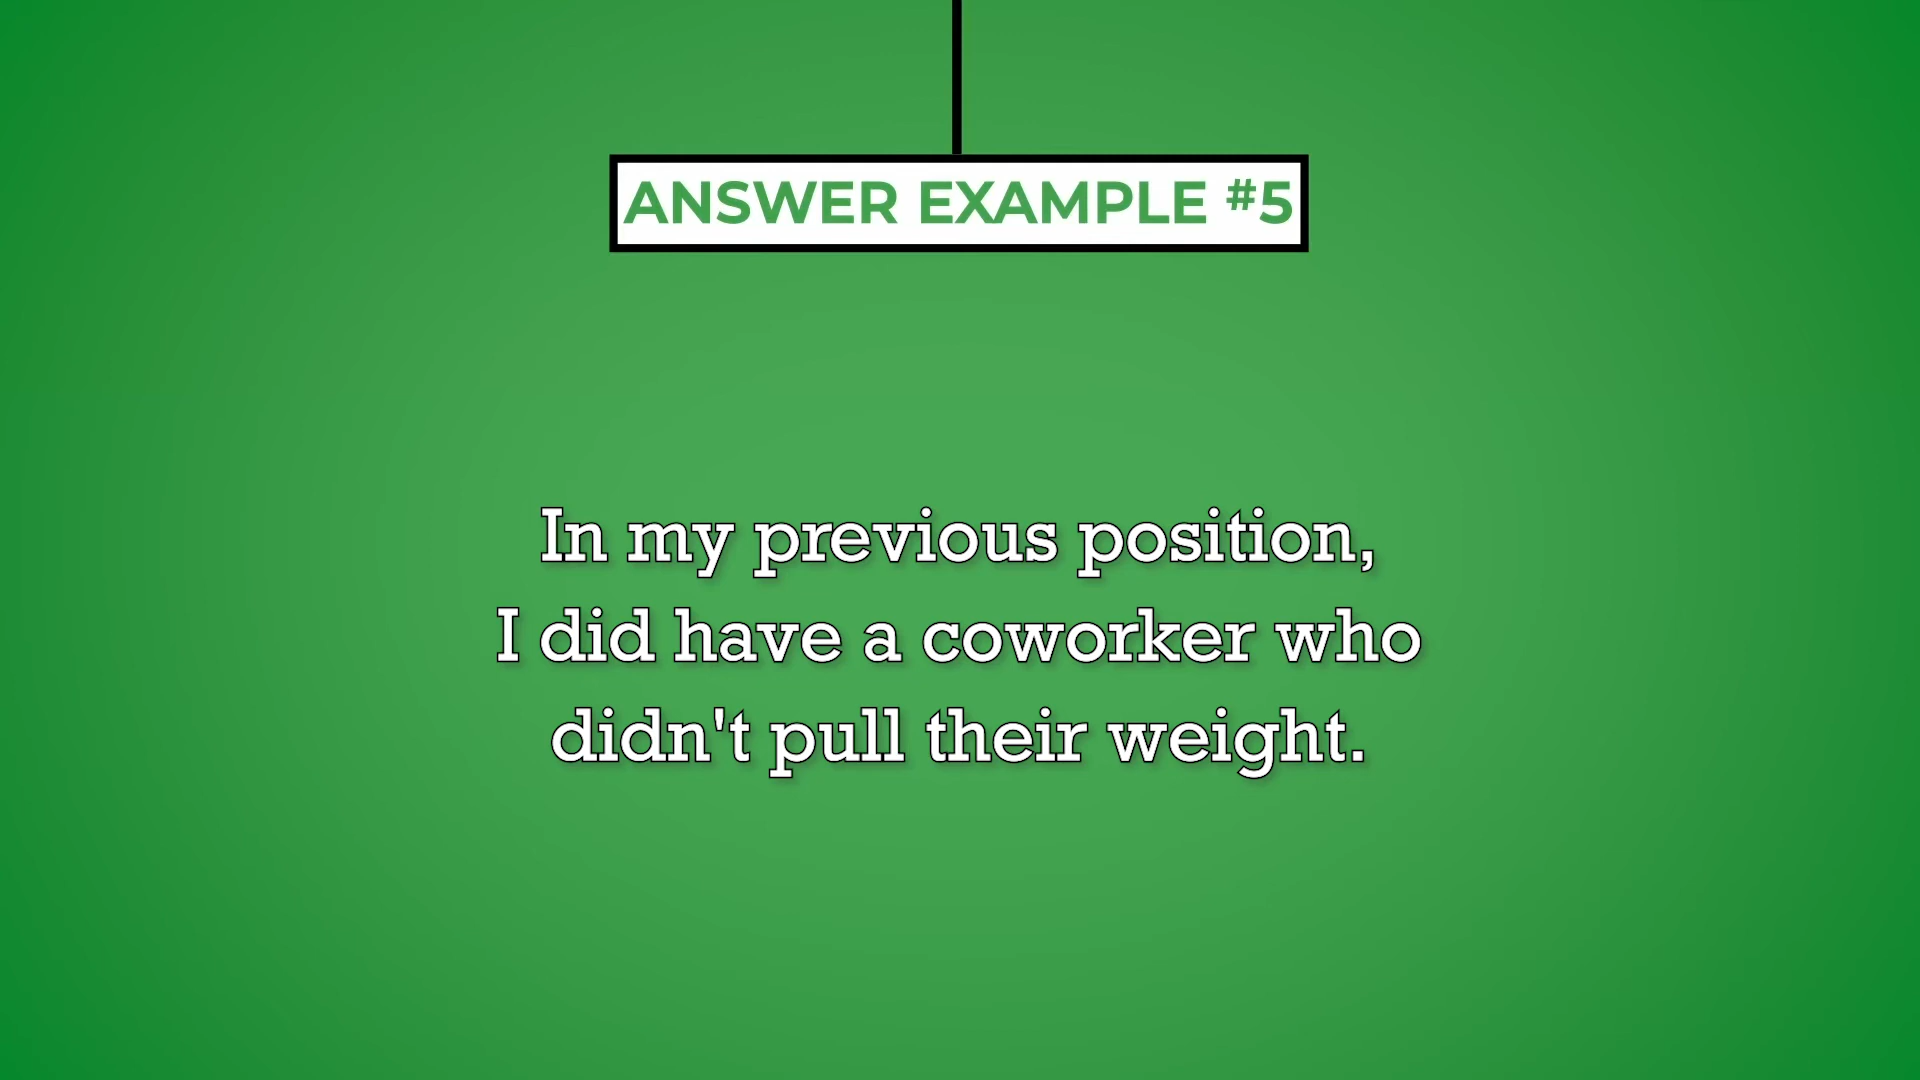 ANSWER EXAMPLE #5
In my previous position,
I did have a coworker who
didn't pull their weight.